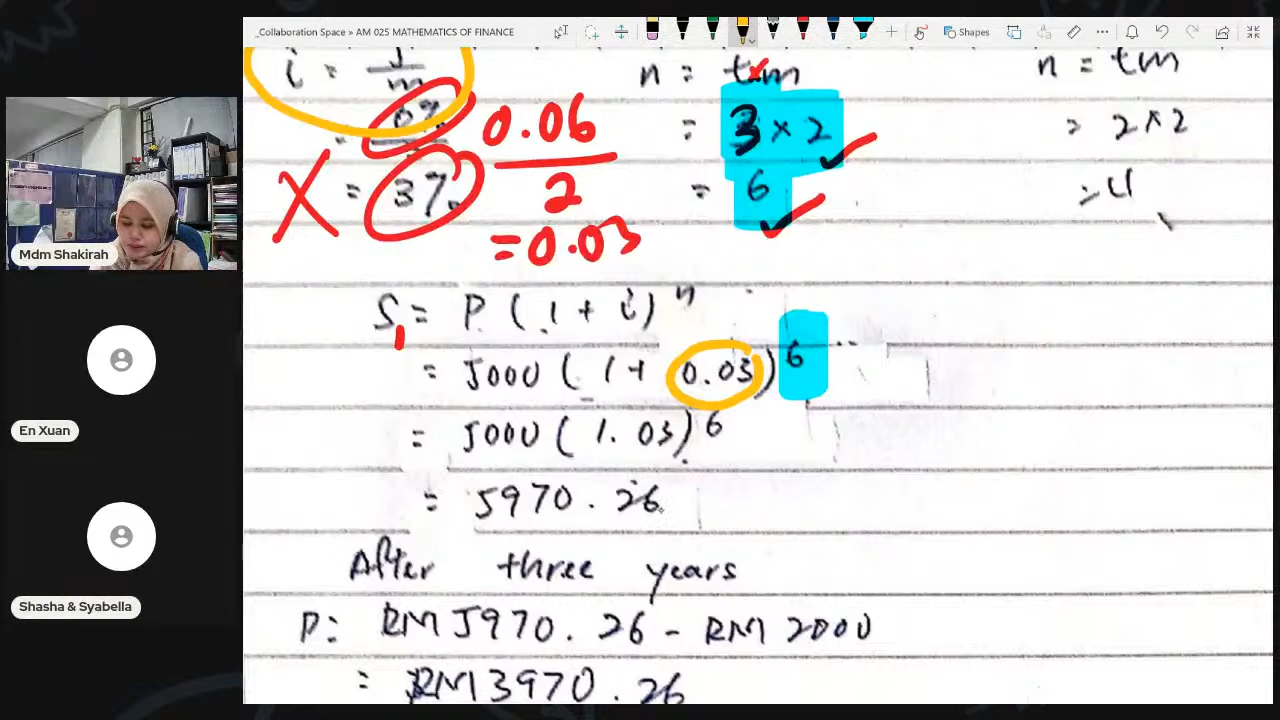 _Collaboration Space » AM 025 MATHEMATICS OF FINANCE
Shapes
i = J/m
n = t×m
n = tm
= 6%
0.06/2
= 3 × 2
= 2 × 2
= 3%
= 6
= 4
X
= 0.03
S1 = P (1 + i)^n
= 5000 (1 + 0.03)^6
= 5000 (1.03)^6
= 5970.26
After three years
P: RM5970.26 - RM2000
= RM3970.26
Mdm Shakirah
En Xuan
Shasha & Syabella